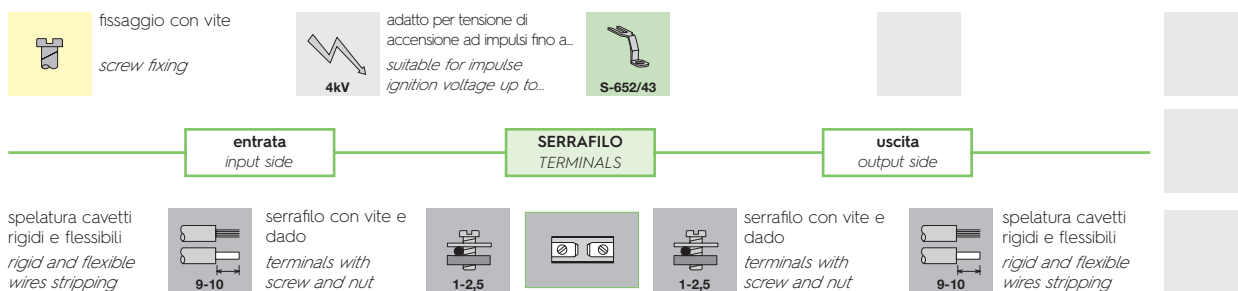 fissaggio con vite
screw fixing
4kV
adatto per tensione di
accensione ad impulsi fino a...
suitable for impulse
ignition voltage up to...
S-652/43
entrata
input side
SERRAFILO
TERMINALS
uscita
output side
spelatura cavetti
rigidi e flessibili
rigid and flexible
wires stripping
9-10
serrafilo con vite e
dado
terminals with
screw and nut
1-2,5
1-2,5
serrafilo con vite e
dado
terminals with
screw and nut
9-10
spelatura cavetti
rigidi e flessibili
rigid and flexible
wires stripping